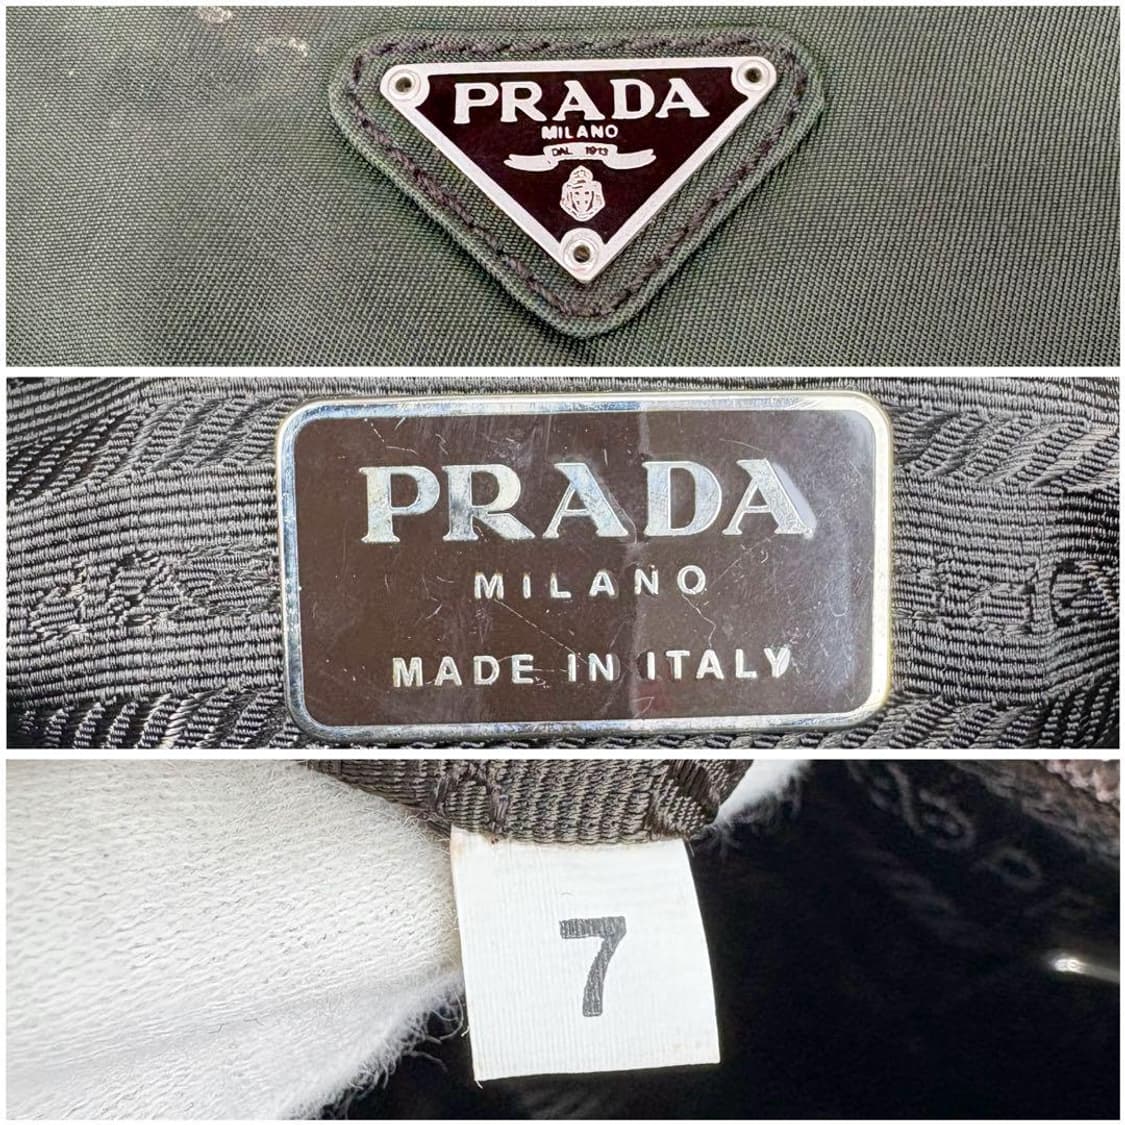 PRADA
MILANO
DAL 1913
PRADA
MILANO
MADE IN ITALY
7